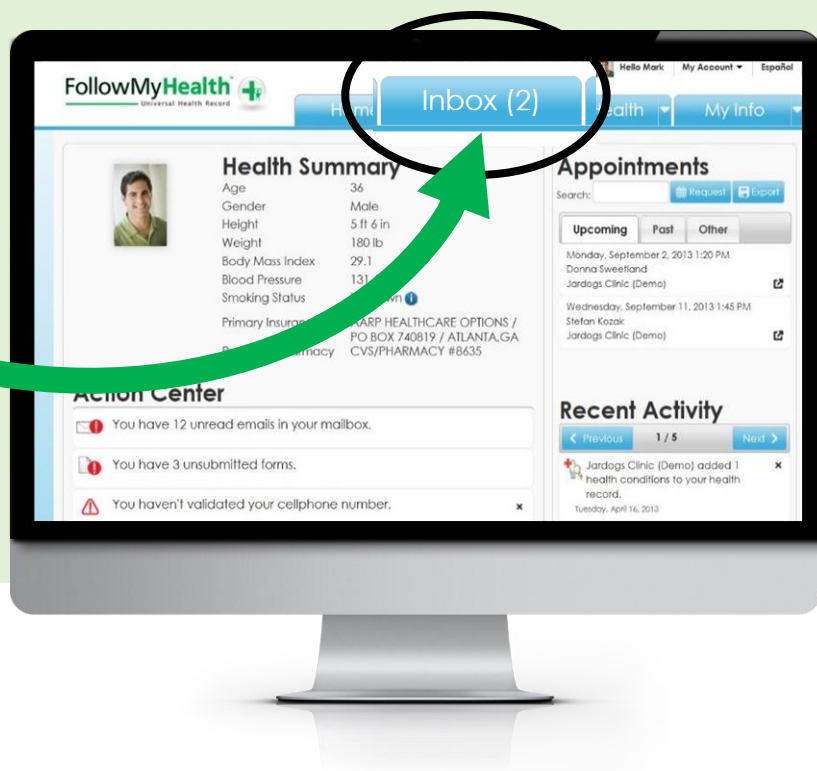 FollowMyHealth
Universal Health Record
Hello Mark My Account Español
Inbox (2)
My Info
Health Summary
Age 36
Gender Male
Height 5 ft 6 in
Weight 180 lb
Body Mass Index 29.1
Blood Pressure 131
Smoking Status
Primary AARP HEALTHCARE OPTIONS /
PO BOX 740819 / ATLANTA,GA
CVS/PHARMACY #8635
Action Center
You have 12 unread emails in your mailbox.
You have 3 unsubmitted forms.
You haven't validated your cellphone number. x
Appointments
Search: Request Export
Upcoming Past Other
Monday, September 2, 2013 1:20 PM
Donna Sweetland
Jardogs Clinic (Demo)
Wednesday, September 11, 2013 1:45 PM
Stefan Kozak
Jardogs Clinic (Demo)
Recent Activity
Previous 1 / 5 Next
Jardogs Clinic (Demo) added 1 x
health conditions to your health
record.
Tuesday, April 16, 2013